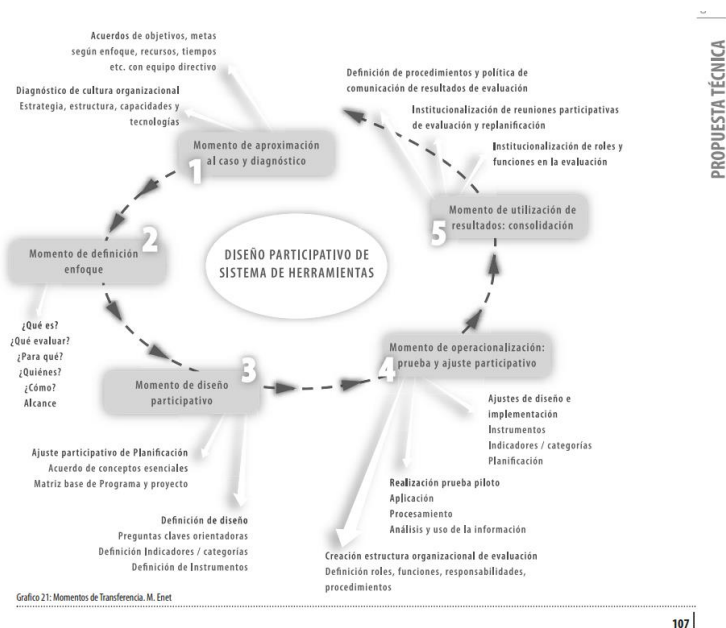 PROPUESTA TÉCNICA
Acuerdos de objetivos, metas
según enfoque, recursos, tiempos
etc. con equipo directivo
Diagnóstico de cultura organizacional
Estrategia, estructura, capacidades y
tecnologías
Momento de aproximación
al caso y diagnóstico
1
Momento de definición
enfoque
2
¿Qué es?
¿Qué evaluar?
¿Para qué?
¿Quiénes?
¿Cómo?
Alcance
Momento de diseño
participativo
3
Ajuste participativo de Planificación
Acuerdo de conceptos esenciales
Matriz base de Programa y proyecto
Definición de diseño
Preguntas claves orientadoras
Definición Indicadores / categorías
Definición de Instrumentos
DISEÑO PARTICIPATIVO DE
SISTEMA DE HERRAMIENTAS
Momento de operacionalización:
prueba y ajuste participativo
4
Ajustes de diseño e
implementación
Instrumentos
Indicadores / categorías
Planificación
Realización prueba piloto
Aplicación
Procesamiento
Análisis y uso de la información
Creación estructura organizacional de evaluación
Definición roles, funciones, responsabilidades,
procedimientos
Momento de utilización de
resultados: consolidación
5
Definición de procedimientos y política de
comunicación de resultados de evaluación
Institucionalización de reuniones participativas
de evaluación y replanificación
Institucionalización de roles y
funciones en la evaluación
Grafico 21: Momentos de Transferencia. M. Enet
107